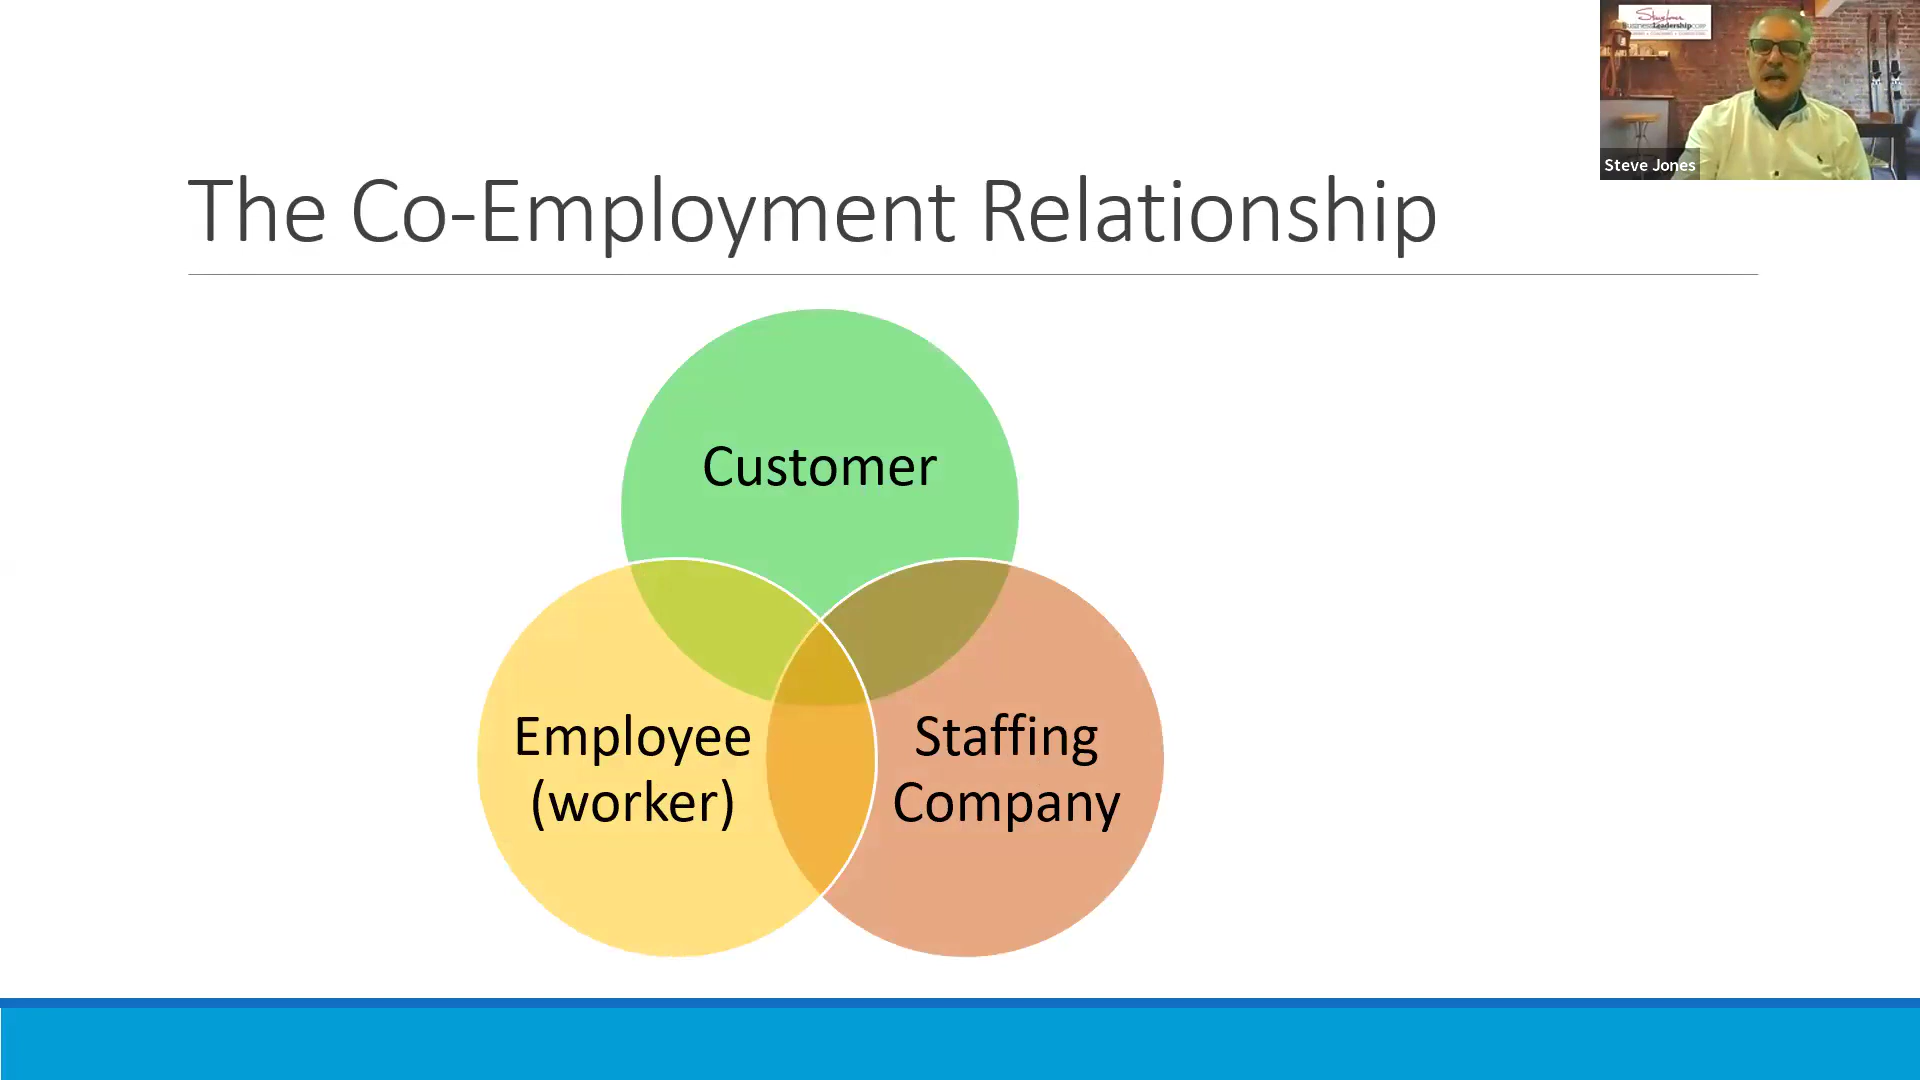 The Co-Employment Relationship
Steve Jones
Customer
Employee
(worker)
Staffing
Company